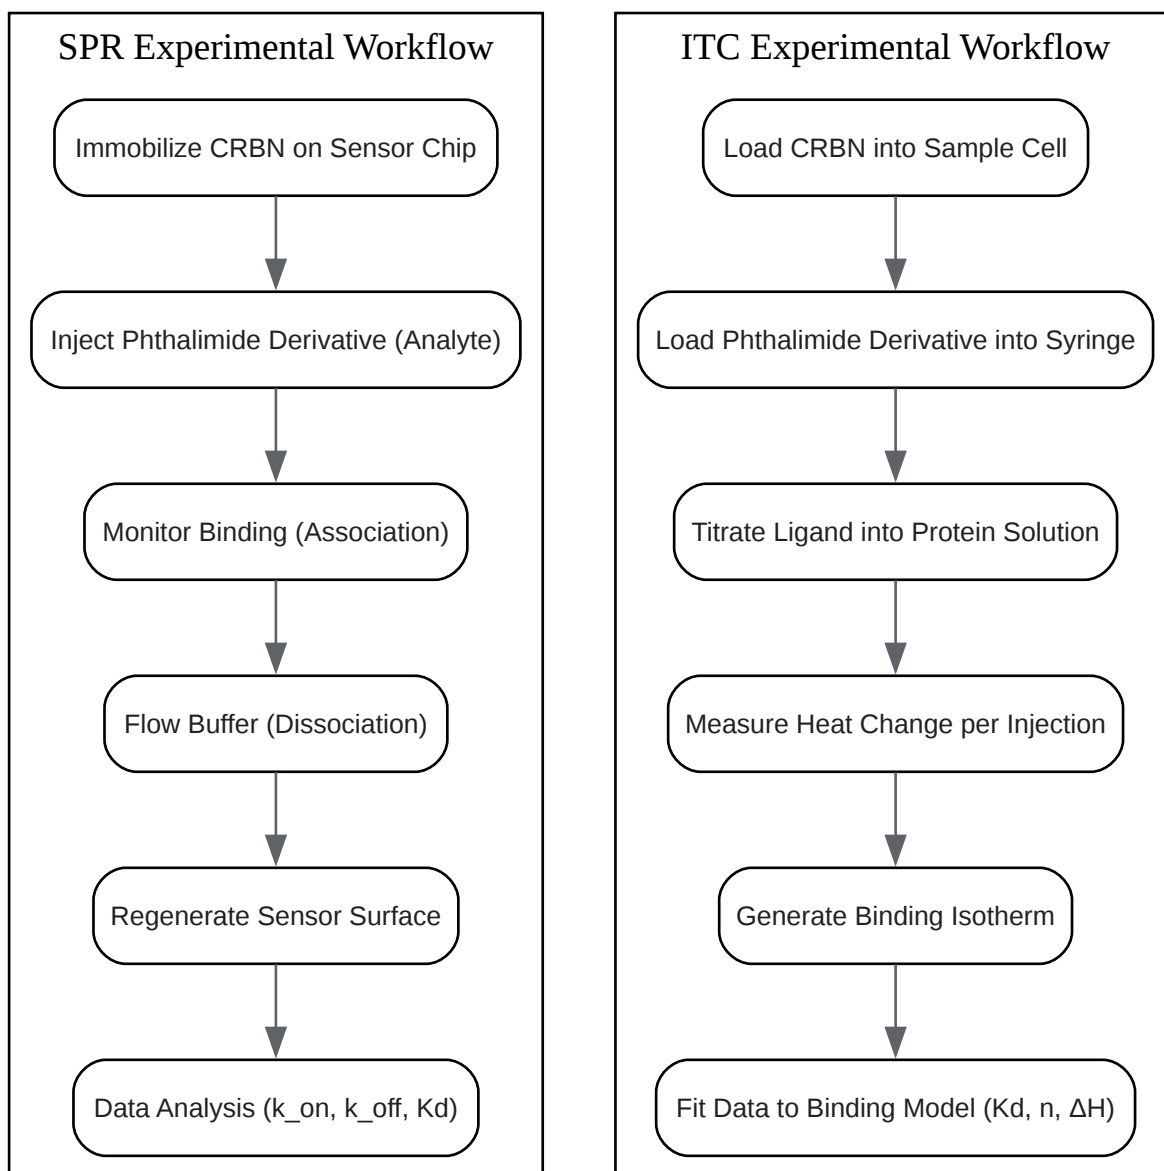 SPR Experimental Workflow
Immobilize CRBN on Sensor Chip
Inject Phthalimide Derivative (Analyte)
Monitor Binding (Association)
Flow Buffer (Dissociation)
Regenerate Sensor Surface
Data Analysis (k_on, k_off, Kd)
ITC Experimental Workflow
Load CRBN into Sample Cell
Load Phthalimide Derivative into Syringe
Titrate Ligand into Protein Solution
Measure Heat Change per Injection
Generate Binding Isotherm
Fit Data to Binding Model (Kd, n, ΔH)